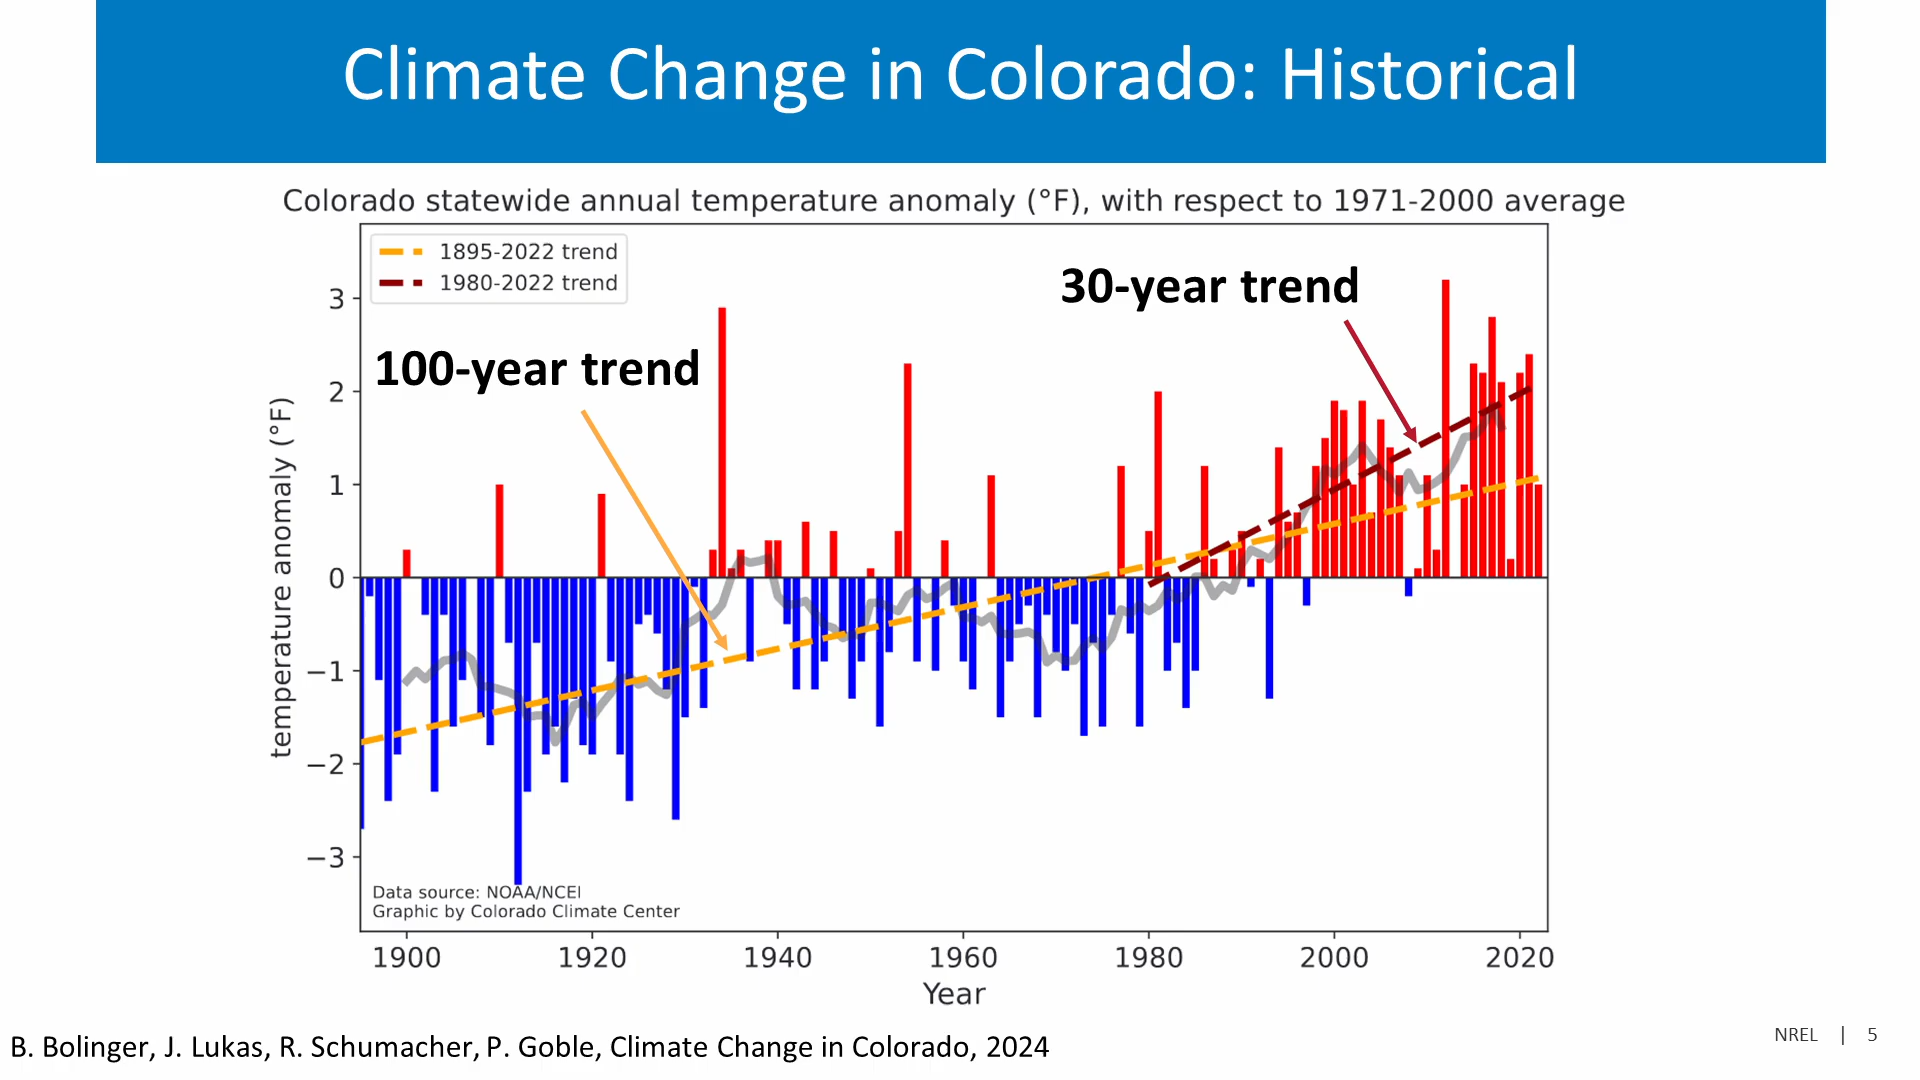 Climate Change in Colorado: Historical
Colorado statewide annual temperature anomaly (°F), with respect to 1971-2000 average
1895-2022 trend
1980-2022 trend
30-year trend
100-year trend
temperature anomaly (°F)
3
2
1
0
−1
−2
−3
Data source: NOAA/NCEI
Graphic by Colorado Climate Center
1900 1920 1940 1960 1980 2000 2020
Year
B. Bolinger, J. Lukas, R. Schumacher, P. Goble, Climate Change in Colorado, 2024
NREL | 5